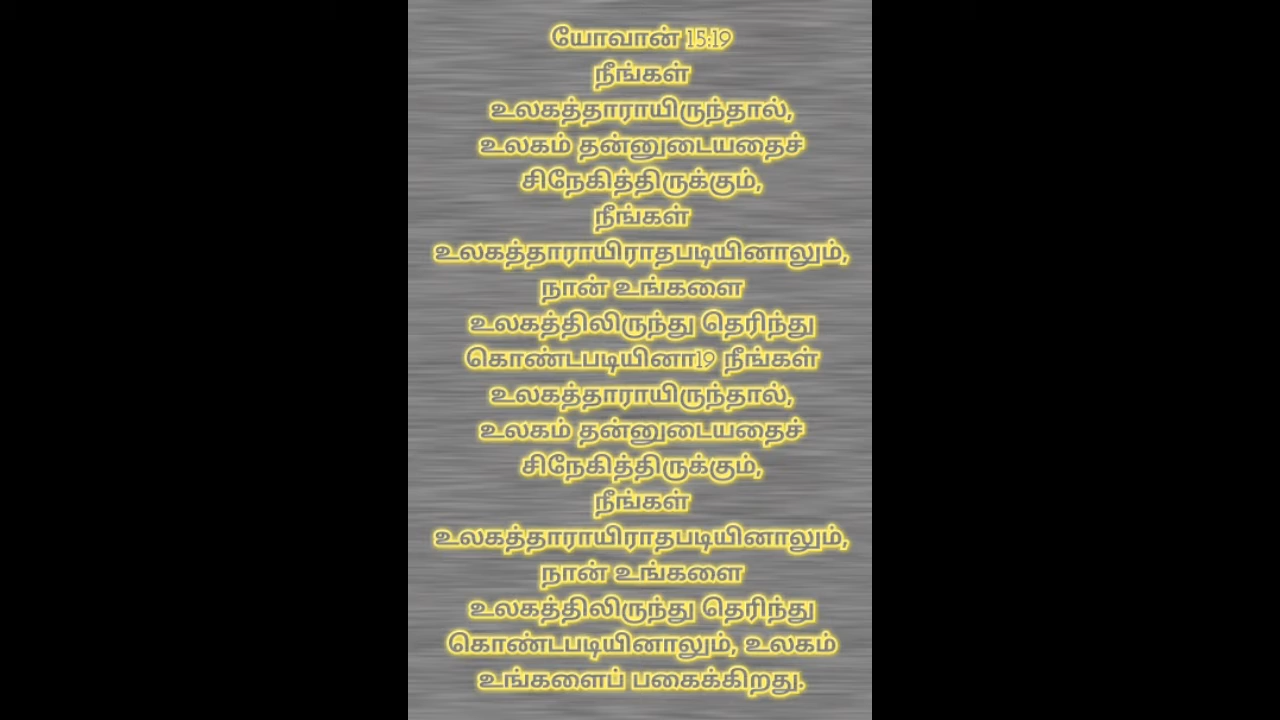 யோவான் 15:19
நீங்கள்
உலகத்தாராயிருந்தால்,
உலகம் தன்னுடையதைச்
சிநேகித்திருக்கும்,
நீங்கள்
உலகத்தாராயிராதபடியினாலும்,
நான் உங்களை
உலகத்திலிருந்து தெரிந்து
கொண்டபடியினா19 நீங்கள்
உலகத்தாராயிருந்தால்,
உலகம் தன்னுடையதைச்
சிநேகித்திருக்கும்,
நீங்கள்
உலகத்தாராயிராதபடியினாலும்,
நான் உங்களை
உலகத்திலிருந்து தெரிந்து
கொண்டபடியினாலும், உலகம்
உங்களைப் பகைக்கிறது.